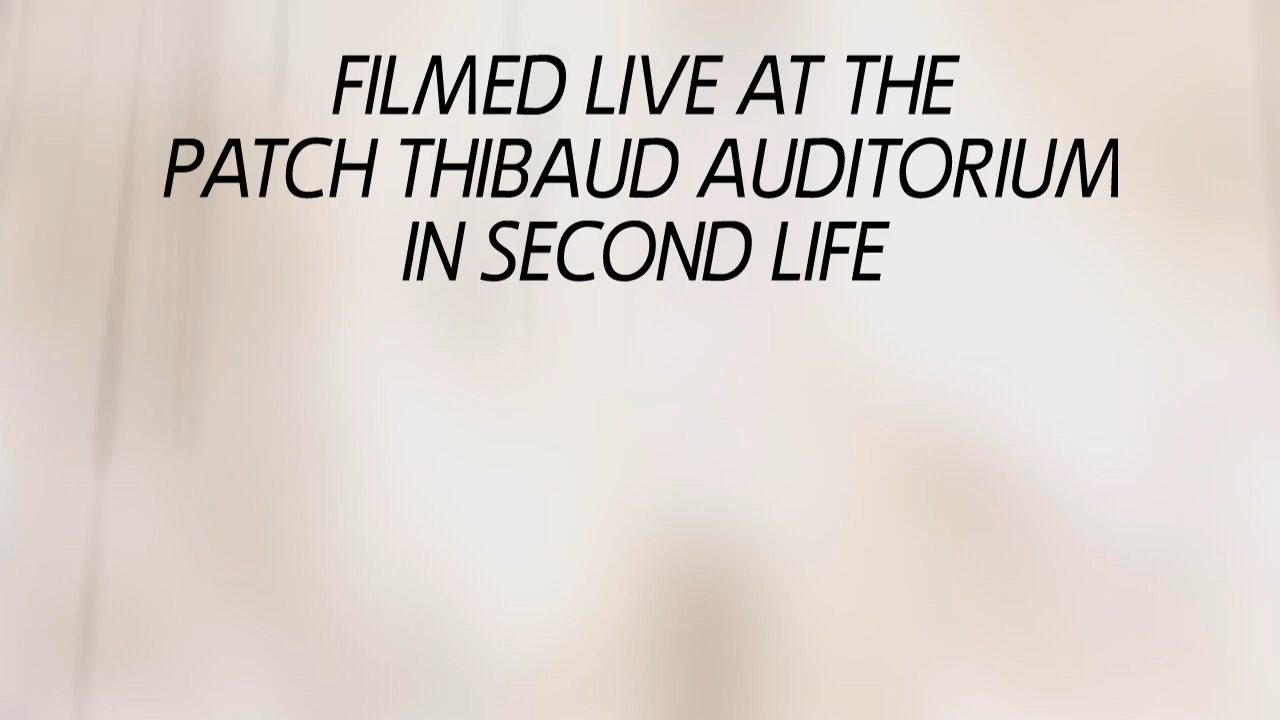 FILMED LIVE AT THE
PATCH THIBAUD AUDITORIUM
IN SECOND LIFE